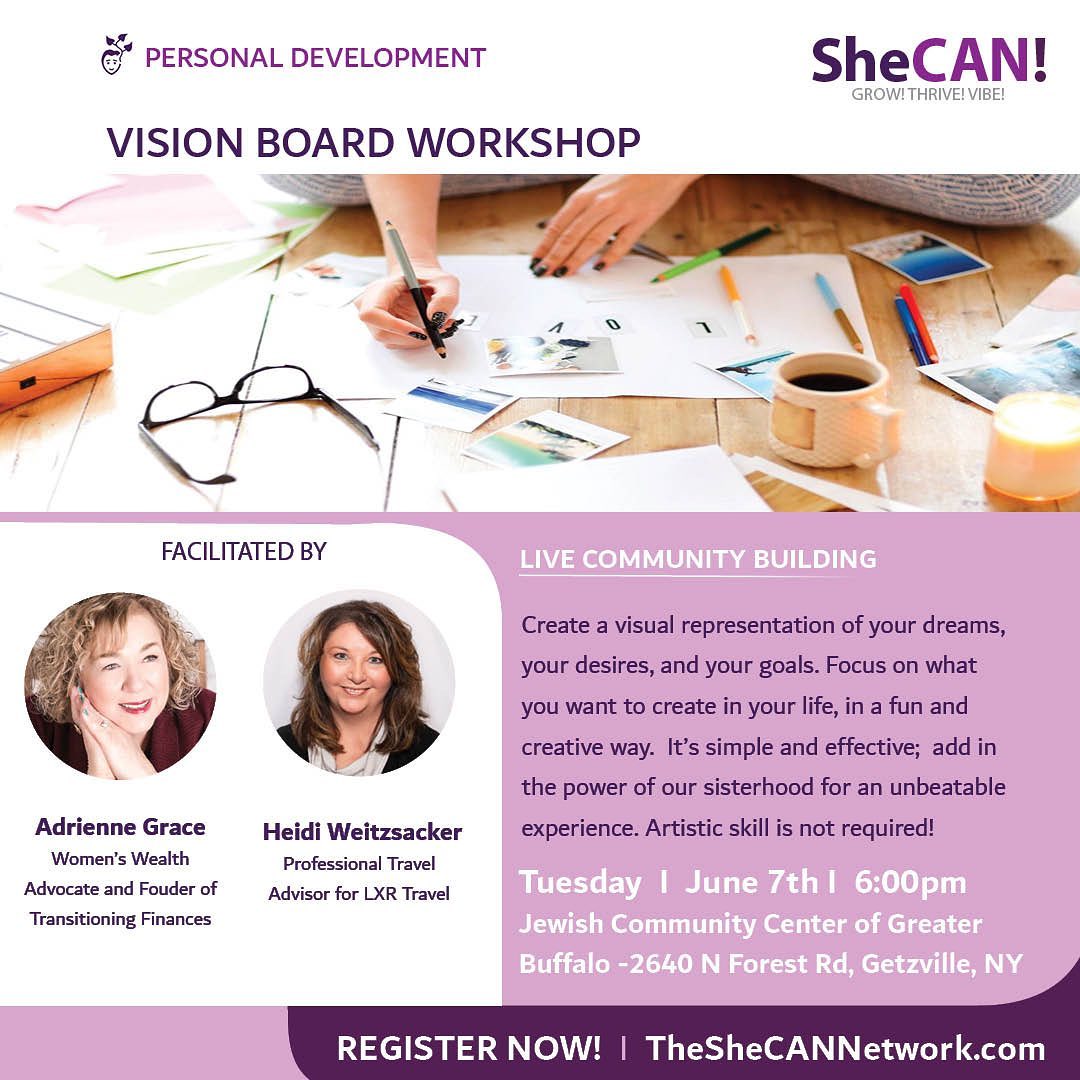 PERSONAL DEVELOPMENT
SheCAN!
GROW! THRIVE! VIBE!
VISION BOARD WORKSHOP
FACILITATED BY
Adrienne Grace
Women's Wealth
Advocate and Fouder of
Transitioning Finances
Heidi Weitzsacker
Professional Travel
Advisor for LXR Travel
LIVE COMMUNITY BUILDING
Create a visual representation of your dreams,
your desires, and your goals. Focus on what
you want to create in your life, in a fun and
creative way.  It's simple and effective;  add in
the power of our sisterhood for an unbeatable
experience. Artistic skill is not required!
Tuesday  I  June 7th I  6:00pm
Jewish Community Center of Greater
Buffalo -2640 N Forest Rd, Getzville, NY
REGISTER NOW!  I  TheSheCANNetwork.com